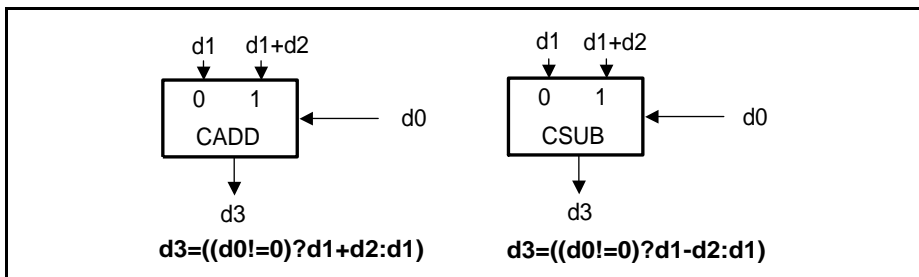 d1 d1+d2
0 1
CADD
d0
d3
d3=((d0!=0)?d1+d2:d1)
d1 d1+d2
0 1
CSUB
d0
d3
d3=((d0!=0)?d1-d2:d1)